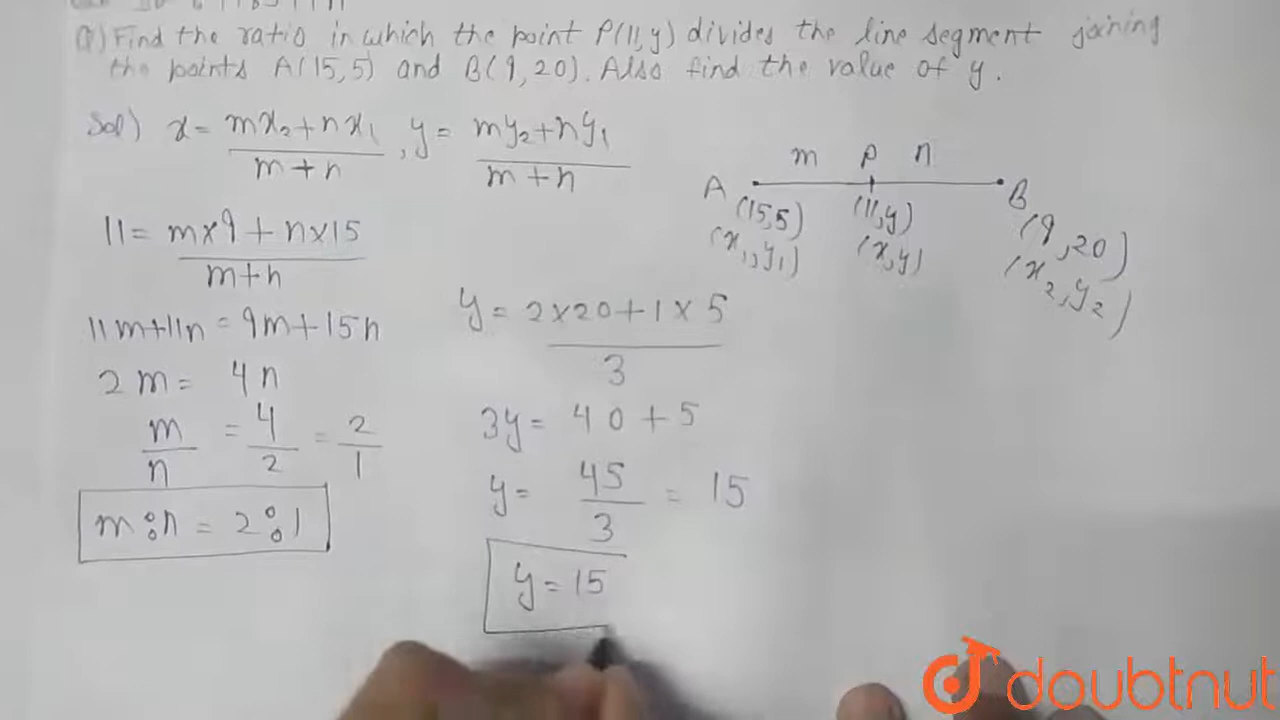 Q) Find the ratio in which the point P(11,y) divides the line segment joining
the points A(15,5) and B(9,20). Also find the value of y.
Sol) x = mx₂+nx₁ / m+n , y = my₂+ny₁ / m+n
m P n
A B
(15,5) (11,y) (9,20)
(x₁,y₁) (x,y) (x₂,y₂)
11 = m×9+n×15 / m+n
11m+11n = 9m+15n
2m = 4n
m/n = 4/2 = 2/1
m:n = 2:1
y = 2×20+1×5 / 3
3y = 40+5
y = 45/3 = 15
y = 15
doubtnut